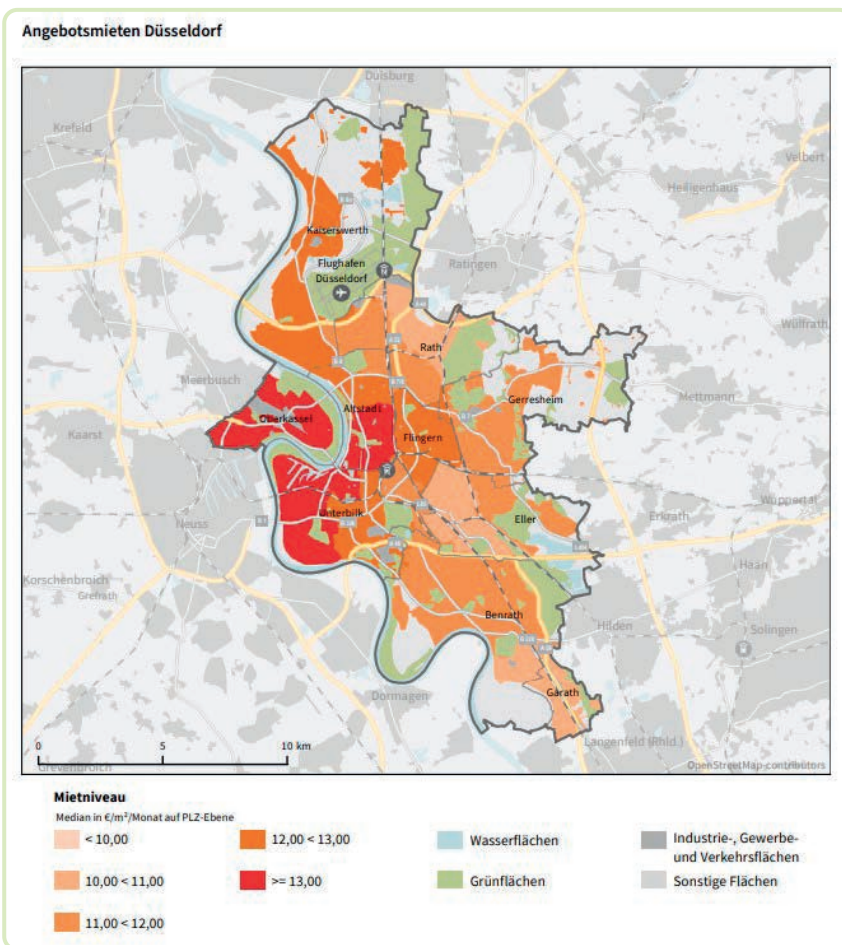 Angebotsmieten Düsseldorf
Duisburg
Krefeld
Velbert
Heiligenhaus
Kaiserswerth
Flughafen
Düsseldorf
Ratingen
Wülfrath
Rath
Meerbusch
Mettmann
Gerresheim
Oberkassel
Altstadt
Kaarst
Flingern
Wuppertal
Neuss
Unterbilk
Eller
Erkrath
Haan
Korschenbroich
Grefrath
Benrath
Hilden
Solingen
Garath
Dormagen
Langenfeld (Rhld.)
0 5 10 km
Grevenbroich
OpenStreetMap contributors
Mietniveau
Median in €/m²/Monat auf PLZ-Ebene
< 10,00
10,00 < 11,00
11,00 < 12,00
12,00 < 13,00
>= 13,00
Wasserflächen
Grünflächen
Industrie-, Gewerbe-
und Verkehrsflächen
Sonstige Flächen